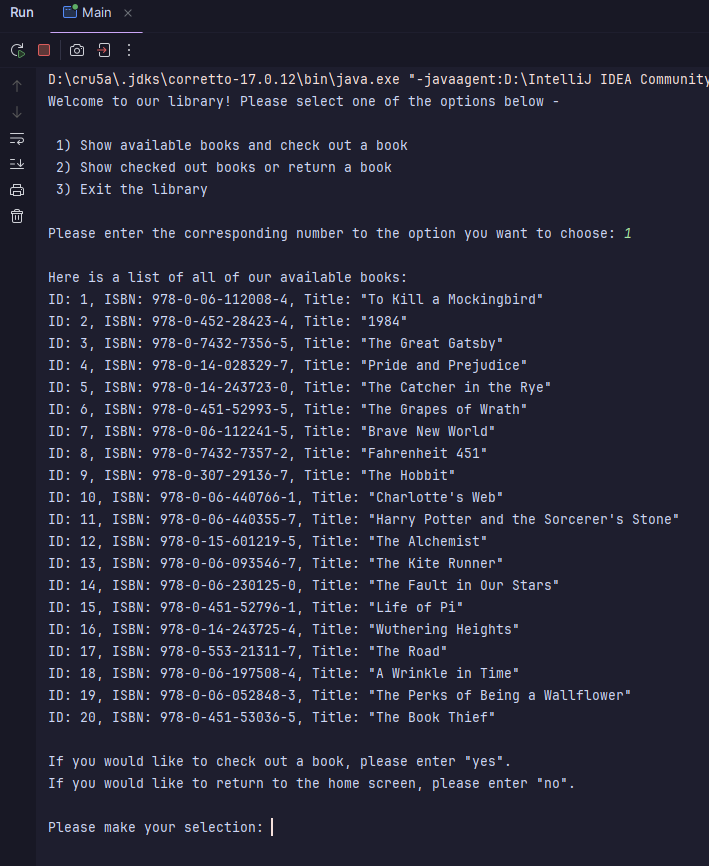 Run Main
D:\cru5a\.jdks\corretto-17.0.12\bin\java.exe "-javaagent:D:\IntelliJ IDEA Community
Welcome to our library! Please select one of the options below -
1) Show available books and check out a book
2) Show checked out books or return a book
3) Exit the library
Please enter the corresponding number to the option you want to choose: 1
Here is a list of all of our available books:
ID: 1, ISBN: 978-0-06-112008-4, Title: "To Kill a Mockingbird"
ID: 2, ISBN: 978-0-452-28423-4, Title: "1984"
ID: 3, ISBN: 978-0-7432-7356-5, Title: "The Great Gatsby"
ID: 4, ISBN: 978-0-14-028329-7, Title: "Pride and Prejudice"
ID: 5, ISBN: 978-0-14-243723-0, Title: "The Catcher in the Rye"
ID: 6, ISBN: 978-0-451-52993-5, Title: "The Grapes of Wrath"
ID: 7, ISBN: 978-0-06-112241-5, Title: "Brave New World"
ID: 8, ISBN: 978-0-7432-7357-2, Title: "Fahrenheit 451"
ID: 9, ISBN: 978-0-307-29136-7, Title: "The Hobbit"
ID: 10, ISBN: 978-0-06-440766-1, Title: "Charlotte's Web"
ID: 11, ISBN: 978-0-06-440355-7, Title: "Harry Potter and the Sorcerer's Stone"
ID: 12, ISBN: 978-0-15-601219-5, Title: "The Alchemist"
ID: 13, ISBN: 978-0-06-093546-7, Title: "The Kite Runner"
ID: 14, ISBN: 978-0-06-230125-0, Title: "The Fault in Our Stars"
ID: 15, ISBN: 978-0-451-52796-1, Title: "Life of Pi"
ID: 16, ISBN: 978-0-14-243725-4, Title: "Wuthering Heights"
ID: 17, ISBN: 978-0-553-21311-7, Title: "The Road"
ID: 18, ISBN: 978-0-06-197508-4, Title: "A Wrinkle in Time"
ID: 19, ISBN: 978-0-06-052848-3, Title: "The Perks of Being a Wallflower"
ID: 20, ISBN: 978-0-451-53036-5, Title: "The Book Thief"
If you would like to check out a book, please enter "yes".
If you would like to return to the home screen, please enter "no".
Please make your selection: